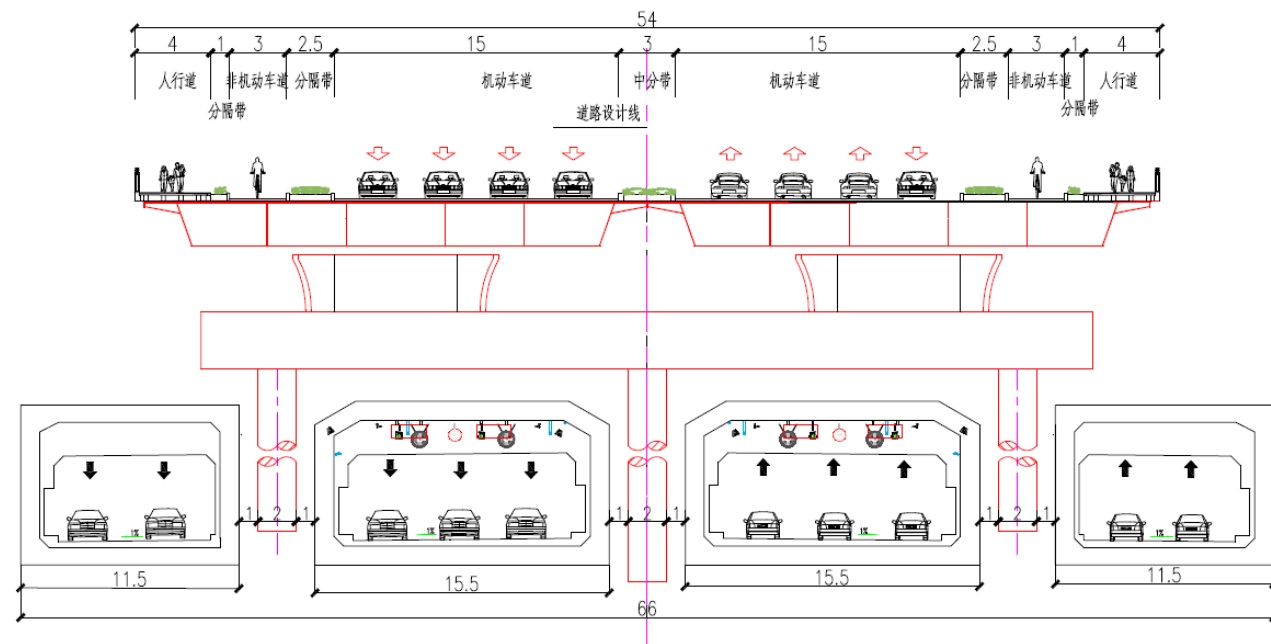 54
4 1 3 2.5 15 3 15 2.5 3 1 4
人行道 非机动车道 分隔带 机动车道 中分带 机动车道 分隔带 非机动车道 人行道
分隔带 分隔带
道路设计线
1 2 1 1 2 1 1 2 1
1% 1% 1% 1%
11.5 15.5 15.5 11.5
66